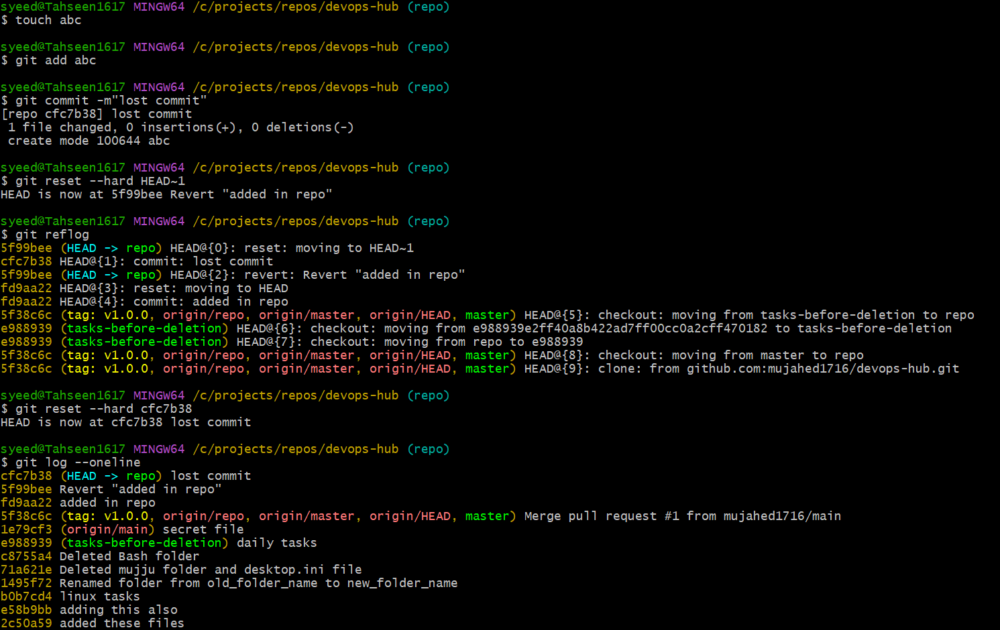 syeed@Tahseen1617 MINGW64 /c/projects/repos/devops-hub (repo)
$ touch abc
syeed@Tahseen1617 MINGW64 /c/projects/repos/devops-hub (repo)
$ git add abc
syeed@Tahseen1617 MINGW64 /c/projects/repos/devops-hub (repo)
$ git commit -m"lost commit"
[repo cfc7b38] lost commit
 1 file changed, 0 insertions(+), 0 deletions(-)
 create mode 100644 abc
syeed@Tahseen1617 MINGW64 /c/projects/repos/devops-hub (repo)
$ git reset --hard HEAD~1
HEAD is now at 5f99bee Revert "added in repo"
syeed@Tahseen1617 MINGW64 /c/projects/repos/devops-hub (repo)
$ git reflog
5f99bee (HEAD -> repo) HEAD@{0}: reset: moving to HEAD~1
cfc7b38 HEAD@{1}: commit: lost commit
5f99bee (HEAD -> repo) HEAD@{2}: revert: Revert "added in repo"
fd9aa22 HEAD@{3}: reset: moving to HEAD
fd9aa22 HEAD@{4}: commit: added in repo
5f38c6c (tag: v1.0.0, origin/repo, origin/master, origin/HEAD, master) HEAD@{5}: checkout: moving from tasks-before-deletion to repo
e988939 (tasks-before-deletion) HEAD@{6}: checkout: moving from e988939e2ff40a8b422ad7ff00cc0a2cff470182 to tasks-before-deletion
e988939 (tasks-before-deletion) HEAD@{7}: checkout: moving from repo to e988939
5f38c6c (tag: v1.0.0, origin/repo, origin/master, origin/HEAD, master) HEAD@{8}: checkout: moving from master to repo
5f38c6c (tag: v1.0.0, origin/repo, origin/master, origin/HEAD, master) HEAD@{9}: clone: from github.com:mujahed1716/devops-hub.git
syeed@Tahseen1617 MINGW64 /c/projects/repos/devops-hub (repo)
$ git reset --hard cfc7b38
HEAD is now at cfc7b38 lost commit
syeed@Tahseen1617 MINGW64 /c/projects/repos/devops-hub (repo)
$ git log --oneline
cfc7b38 (HEAD -> repo) lost commit
5f99bee Revert "added in repo"
fd9aa22 added in repo
5f38c6c (tag: v1.0.0, origin/repo, origin/master, origin/HEAD, master) Merge pull request #1 from mujahed1716/main
1e79cf3 (origin/main) secret file
e988939 (tasks-before-deletion) daily tasks
c8755a4 Deleted Bash folder
71a621e Deleted mujju folder and desktop.ini file
1495f72 Renamed folder from old_folder_name to new_folder_name
b0b7cd4 linux tasks
e58b9bb adding this also
2c50a59 added these files